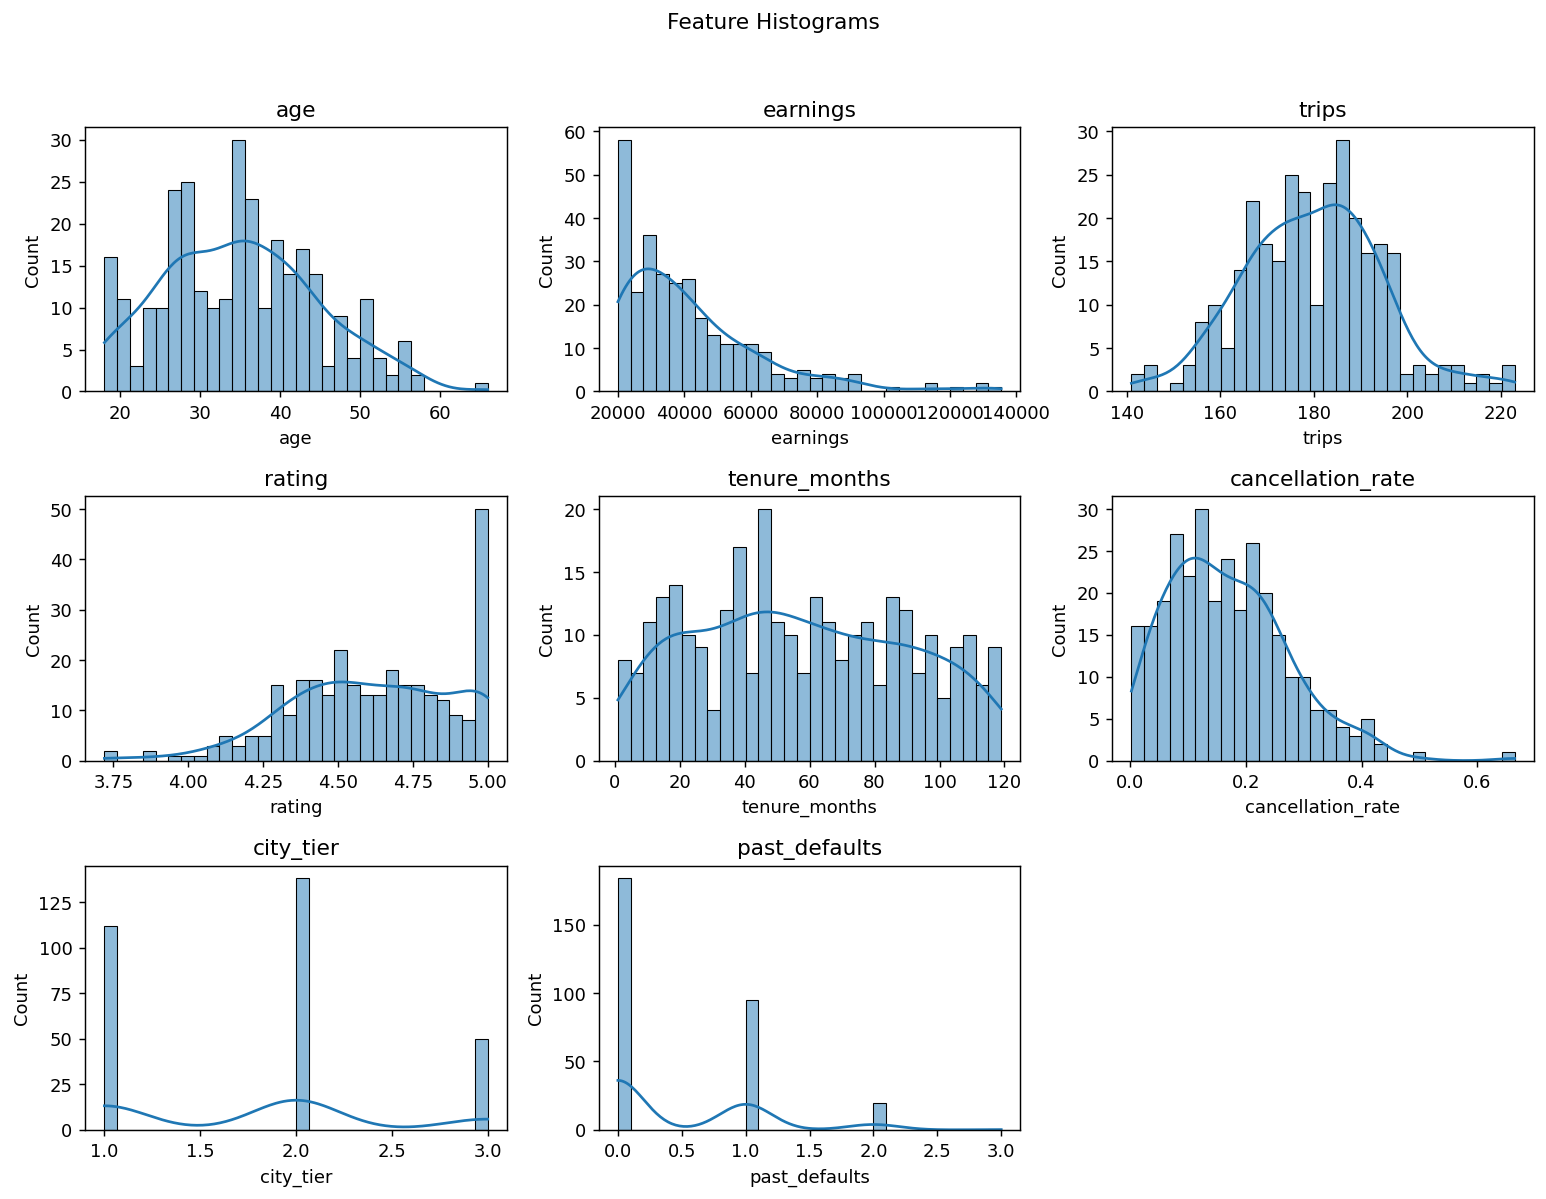 Feature Histograms
age
Count
0 5 10 15 20 25 30
20 30 40 50 60
age
earnings
Count
0 10 20 30 40 50 60
20000 40000 60000 80000 100000 120000 140000
earnings
trips
Count
0 5 10 15 20 25 30
140 160 180 200 220
trips
rating
Count
0 10 20 30 40 50
3.75 4.00 4.25 4.50 4.75 5.00
rating
tenure_months
Count
0 5 10 15 20
0 20 40 60 80 100 120
tenure_months
cancellation_rate
Count
0 5 10 15 20 25 30
0.0 0.2 0.4 0.6
cancellation_rate
city_tier
Count
0 25 50 75 100 125
1.0 1.5 2.0 2.5 3.0
city_tier
past_defaults
Count
0 50 100 150
0.0 0.5 1.0 1.5 2.0 2.5 3.0
past_defaults